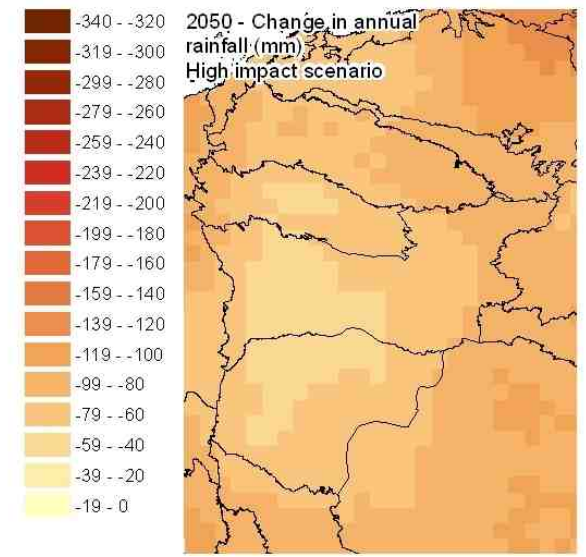 2050 - Change in annual
rainfall (mm)
High impact scenario
-340 - -320
-319 - -300
-299 - -280
-279 - -260
-259 - -240
-239 - -220
-219 - -200
-199 - -180
-179 - -160
-159 - -140
-139 - -120
-119 - -100
-99 - -80
-79 - -60
-59 - -40
-39 - -20
-19 - 0